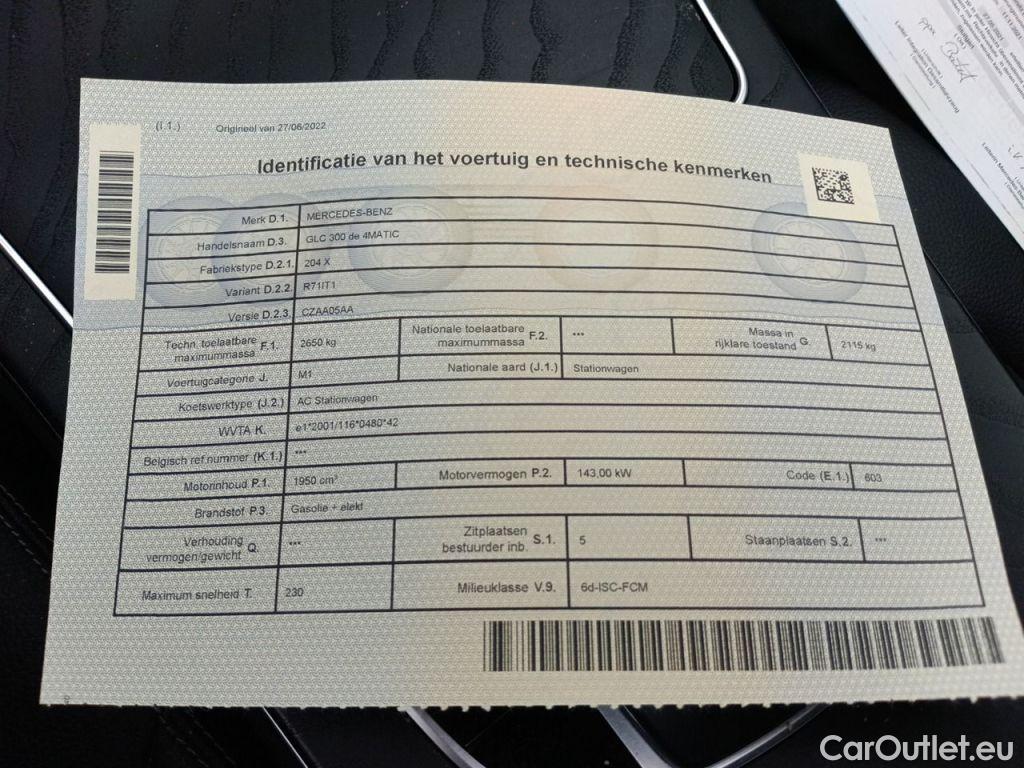 (I.1.) Origineel van 27/06/2022
Identificatie van het voertuig en technische kenmerken
Merk D.1. MERCEDES-BENZ
Handelsnaam D.3. GLC 300 de 4MATIC
Fabriekstype D.2.1. 204 X
Variant D.2.2. R71IT1
Versie D.2.3. CZAA05AA
Techn. toelaatbare maximummassa F.1. 2650 kg Nationale toelaatbare maximummassa F.2. *** Massa in rijklare toestand G. 2115 kg
Voertuigcategorie J. M1 Nationale aard (J.1.) Stationwagen
Koetswerktype (J.2.) AC Stationwagen
WVTA K. e1*2001/116*0480*42
Belgisch ref.nummer (K.1.) ***
Motorinhoud P.1. 1950 cm³ Motorvermogen P.2. 143,00 kW Code (E.1.) 603
Brandstof P.3. Gasolie + elekt
Verhouding vermogen/gewicht Q. *** Zitplaatsen bestuurder inb. S.1. 5 Staanplaatsen S.2. ***
Maximum snelheid T. 230 Milieuklasse V.9. 6d-ISC-FCM
CarOutlet.eu